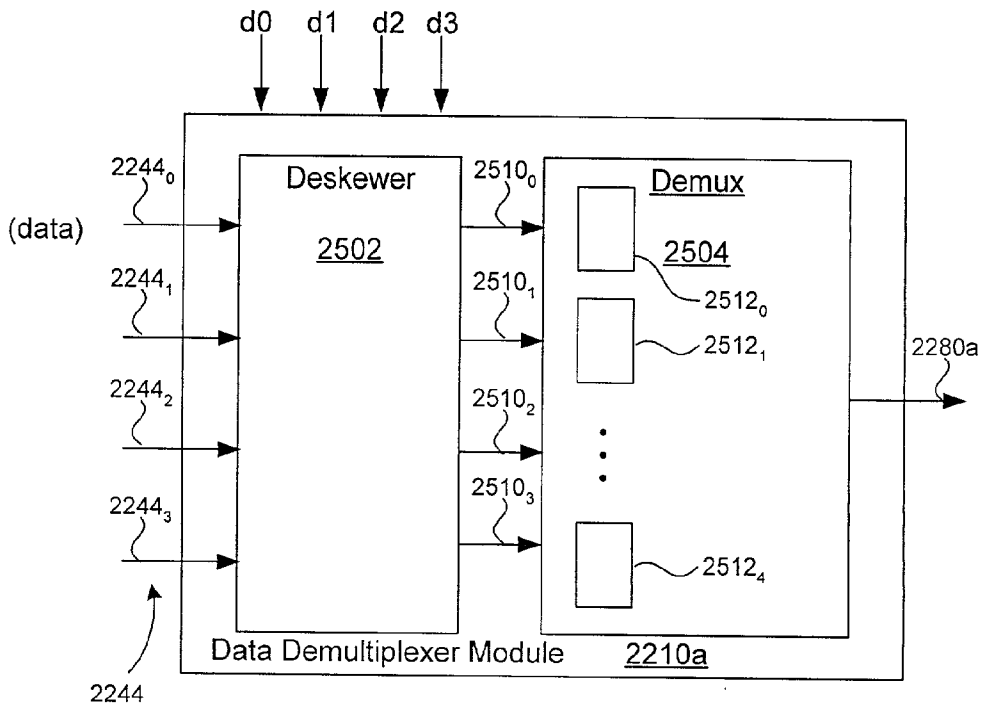 d0 d1 d2 d3
2244₀
(data)
2244₁
2244₂
2244₃
2244
Deskewer
2502
2510₀
2510₁
2510₂
2510₃
Demux
2504
2512₀
2512₁
2512₄
2280a
Data Demultiplexer Module 2210a